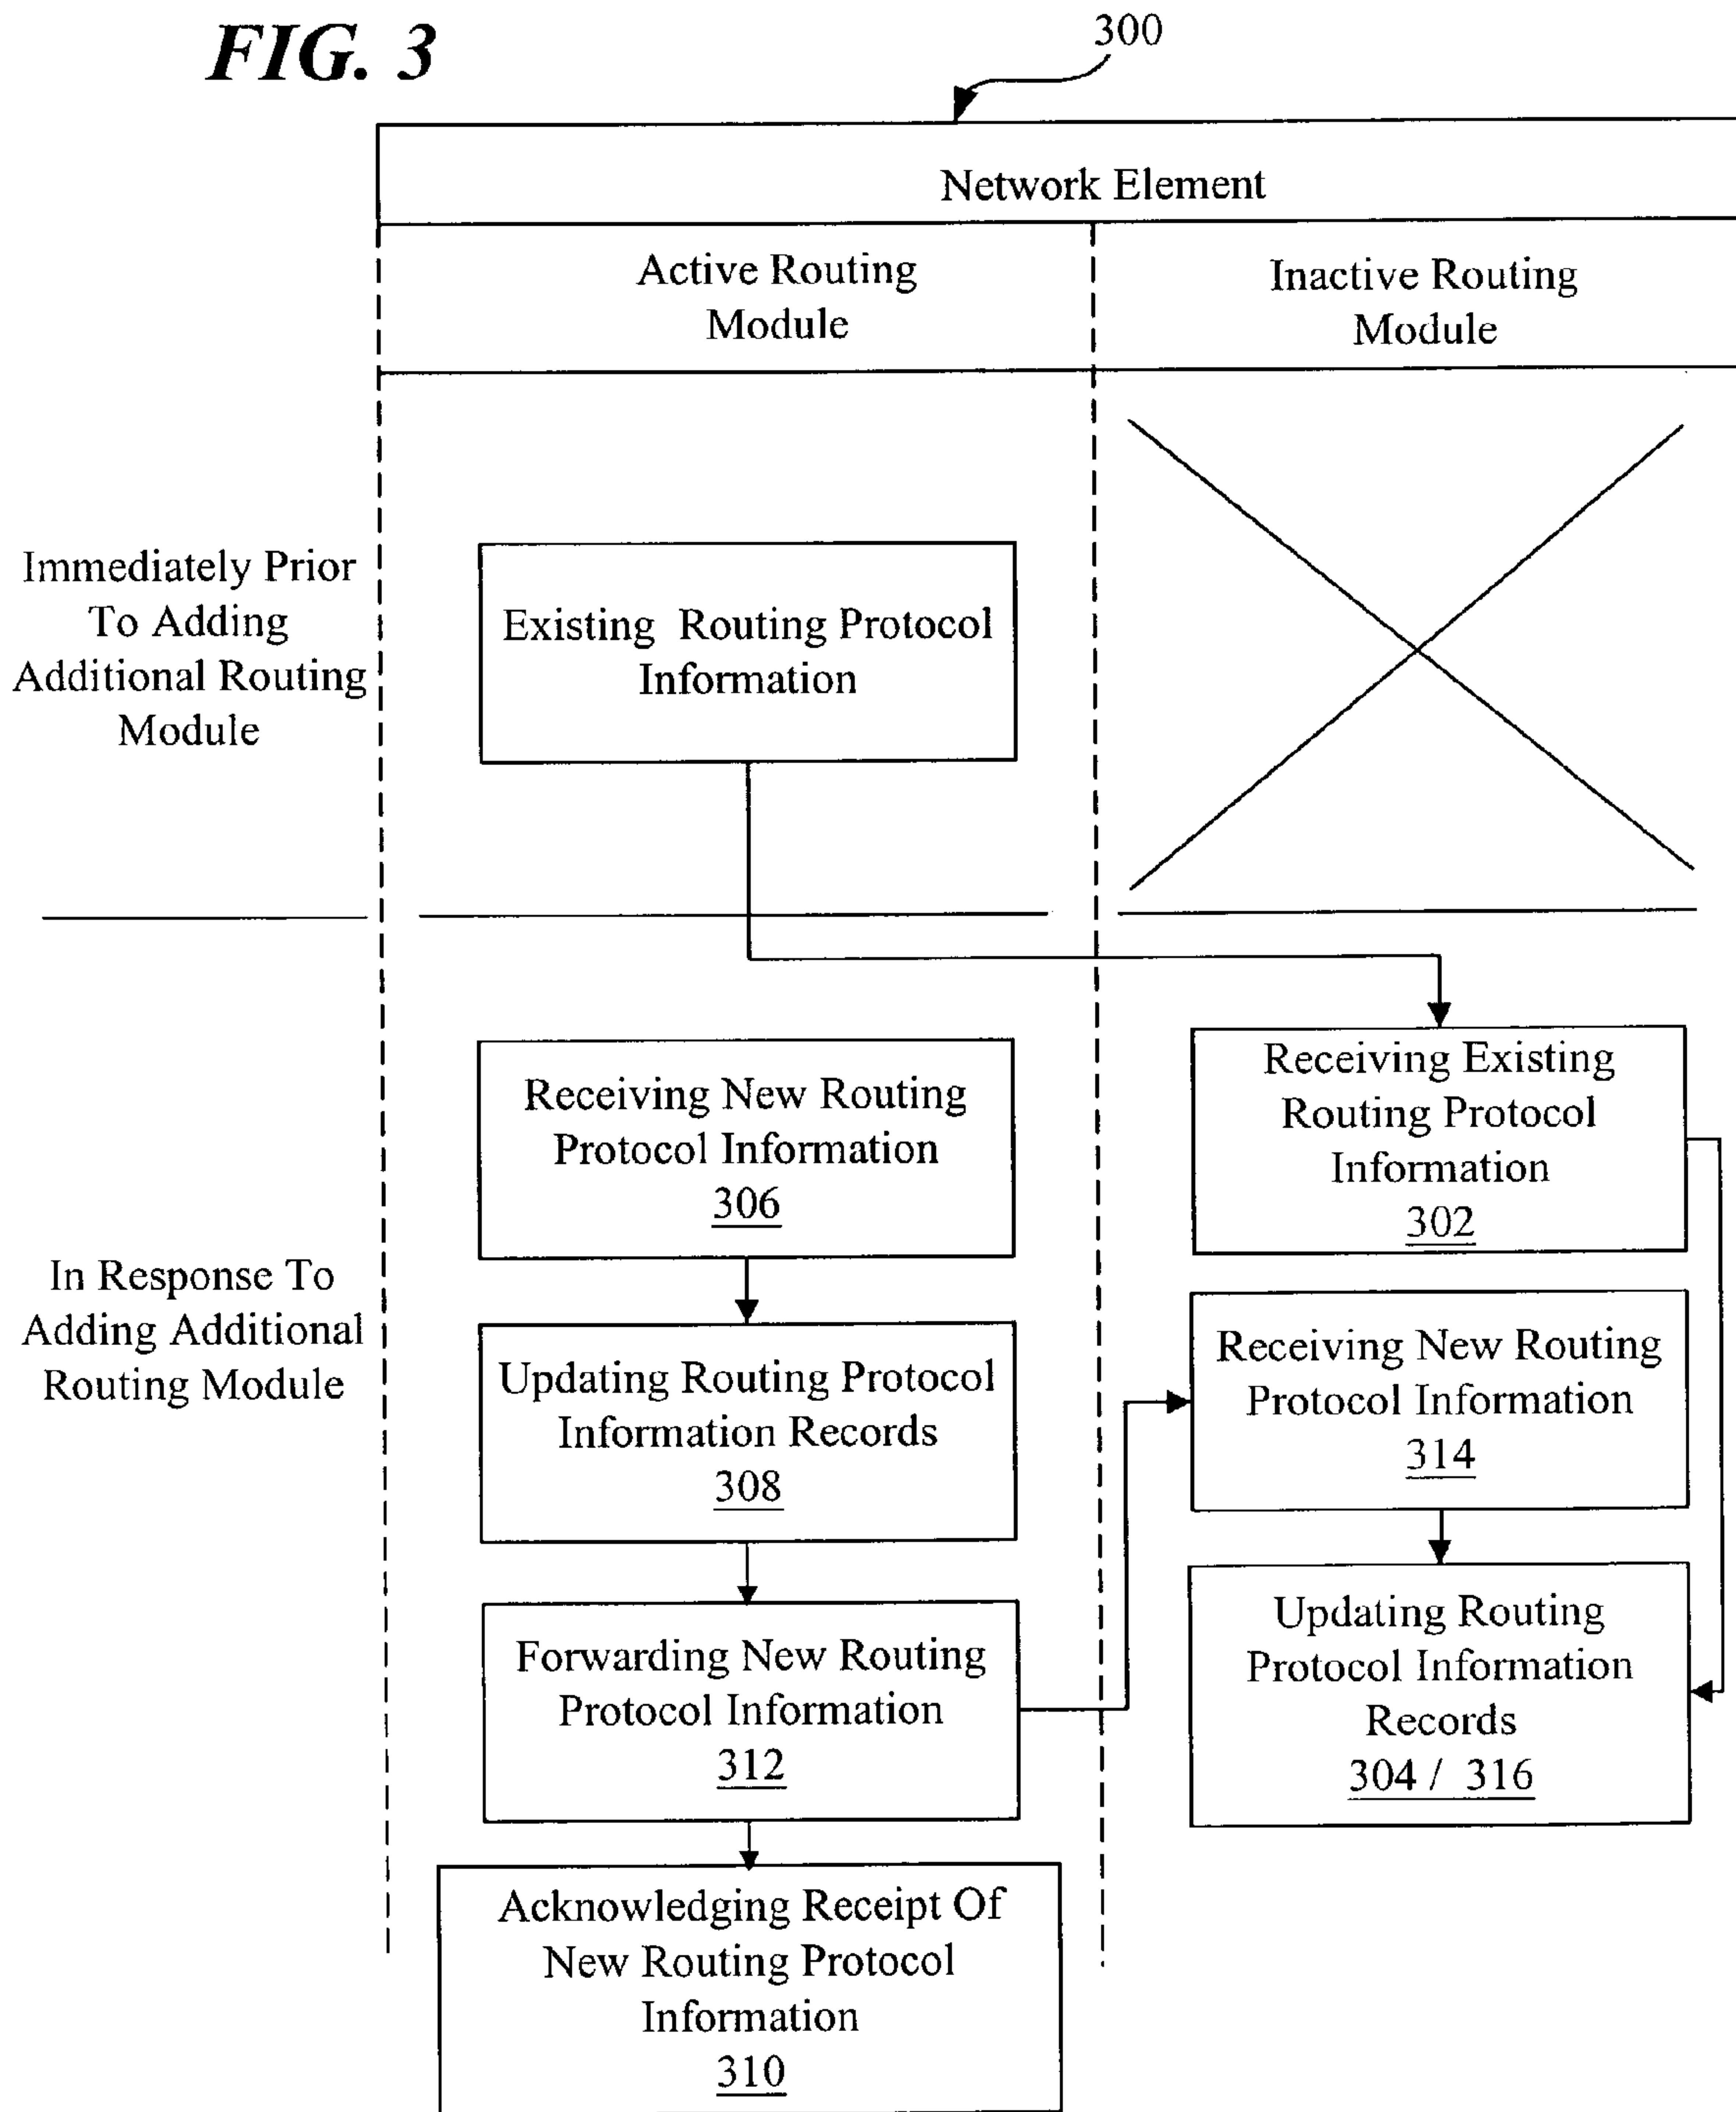 FIG. 3
300
Network Element
Active Routing
Module
Inactive Routing
Module
Immediately Prior
To Adding
Additional Routing
Module
Existing Routing Protocol
Information
In Response To
Adding Additional
Routing Module
Receiving New Routing
Protocol Information
306
Updating Routing Protocol
Information Records
308
Forwarding New Routing
Protocol Information
312
Acknowledging Receipt Of
New Routing Protocol
Information
310
Receiving Existing
Routing Protocol
Information
302
Receiving New Routing
Protocol Information
314
Updating Routing
Protocol Information
Records
304 / 316